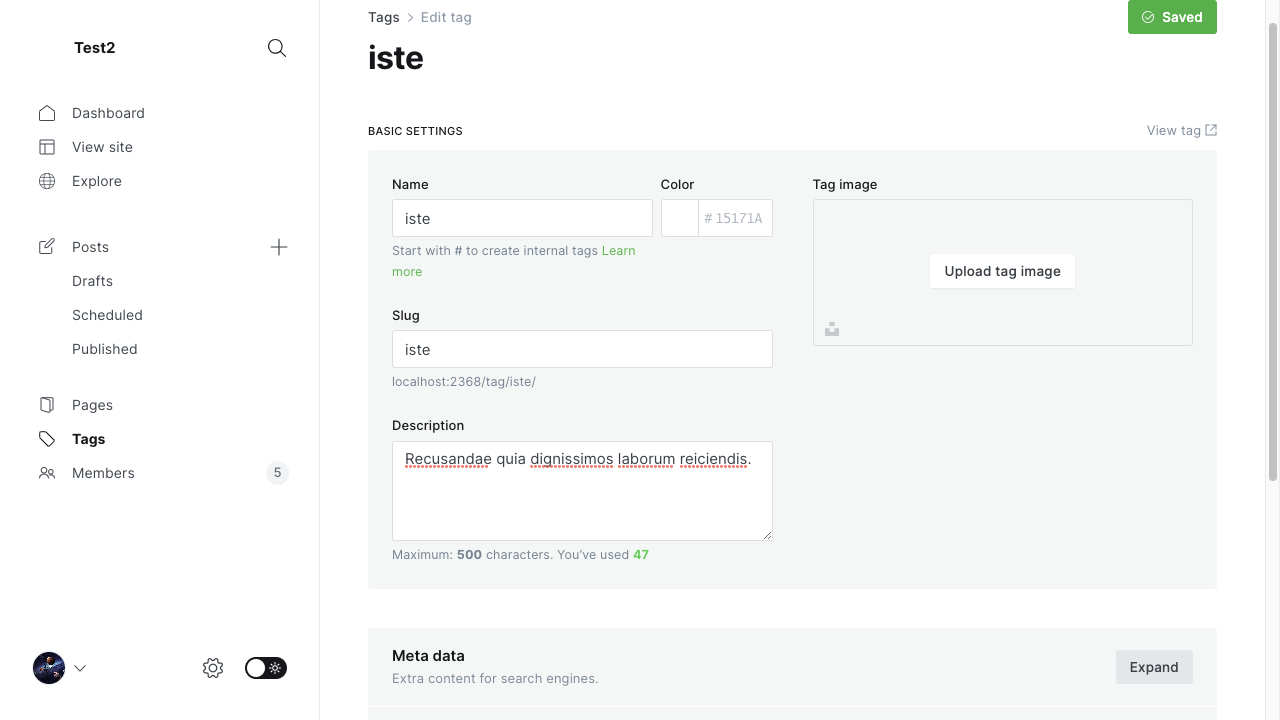 Test2
Dashboard
View site
Explore
Posts
Drafts
Scheduled
Published
Pages
Tags
Members
5
Tags
Edit tag
Saved
iste
BASIC SETTINGS
View tag
Name
Color
Tag image
iste
# 15171A
Start with # to create internal tags Learn
more
Upload tag image
Slug
iste
localhost:2368/tag/iste/
Description
Recusandae quia dignissimos laborum reiciendis.
Maximum: 500 characters. You’ve used 47
Meta data
Extra content for search engines.
Expand